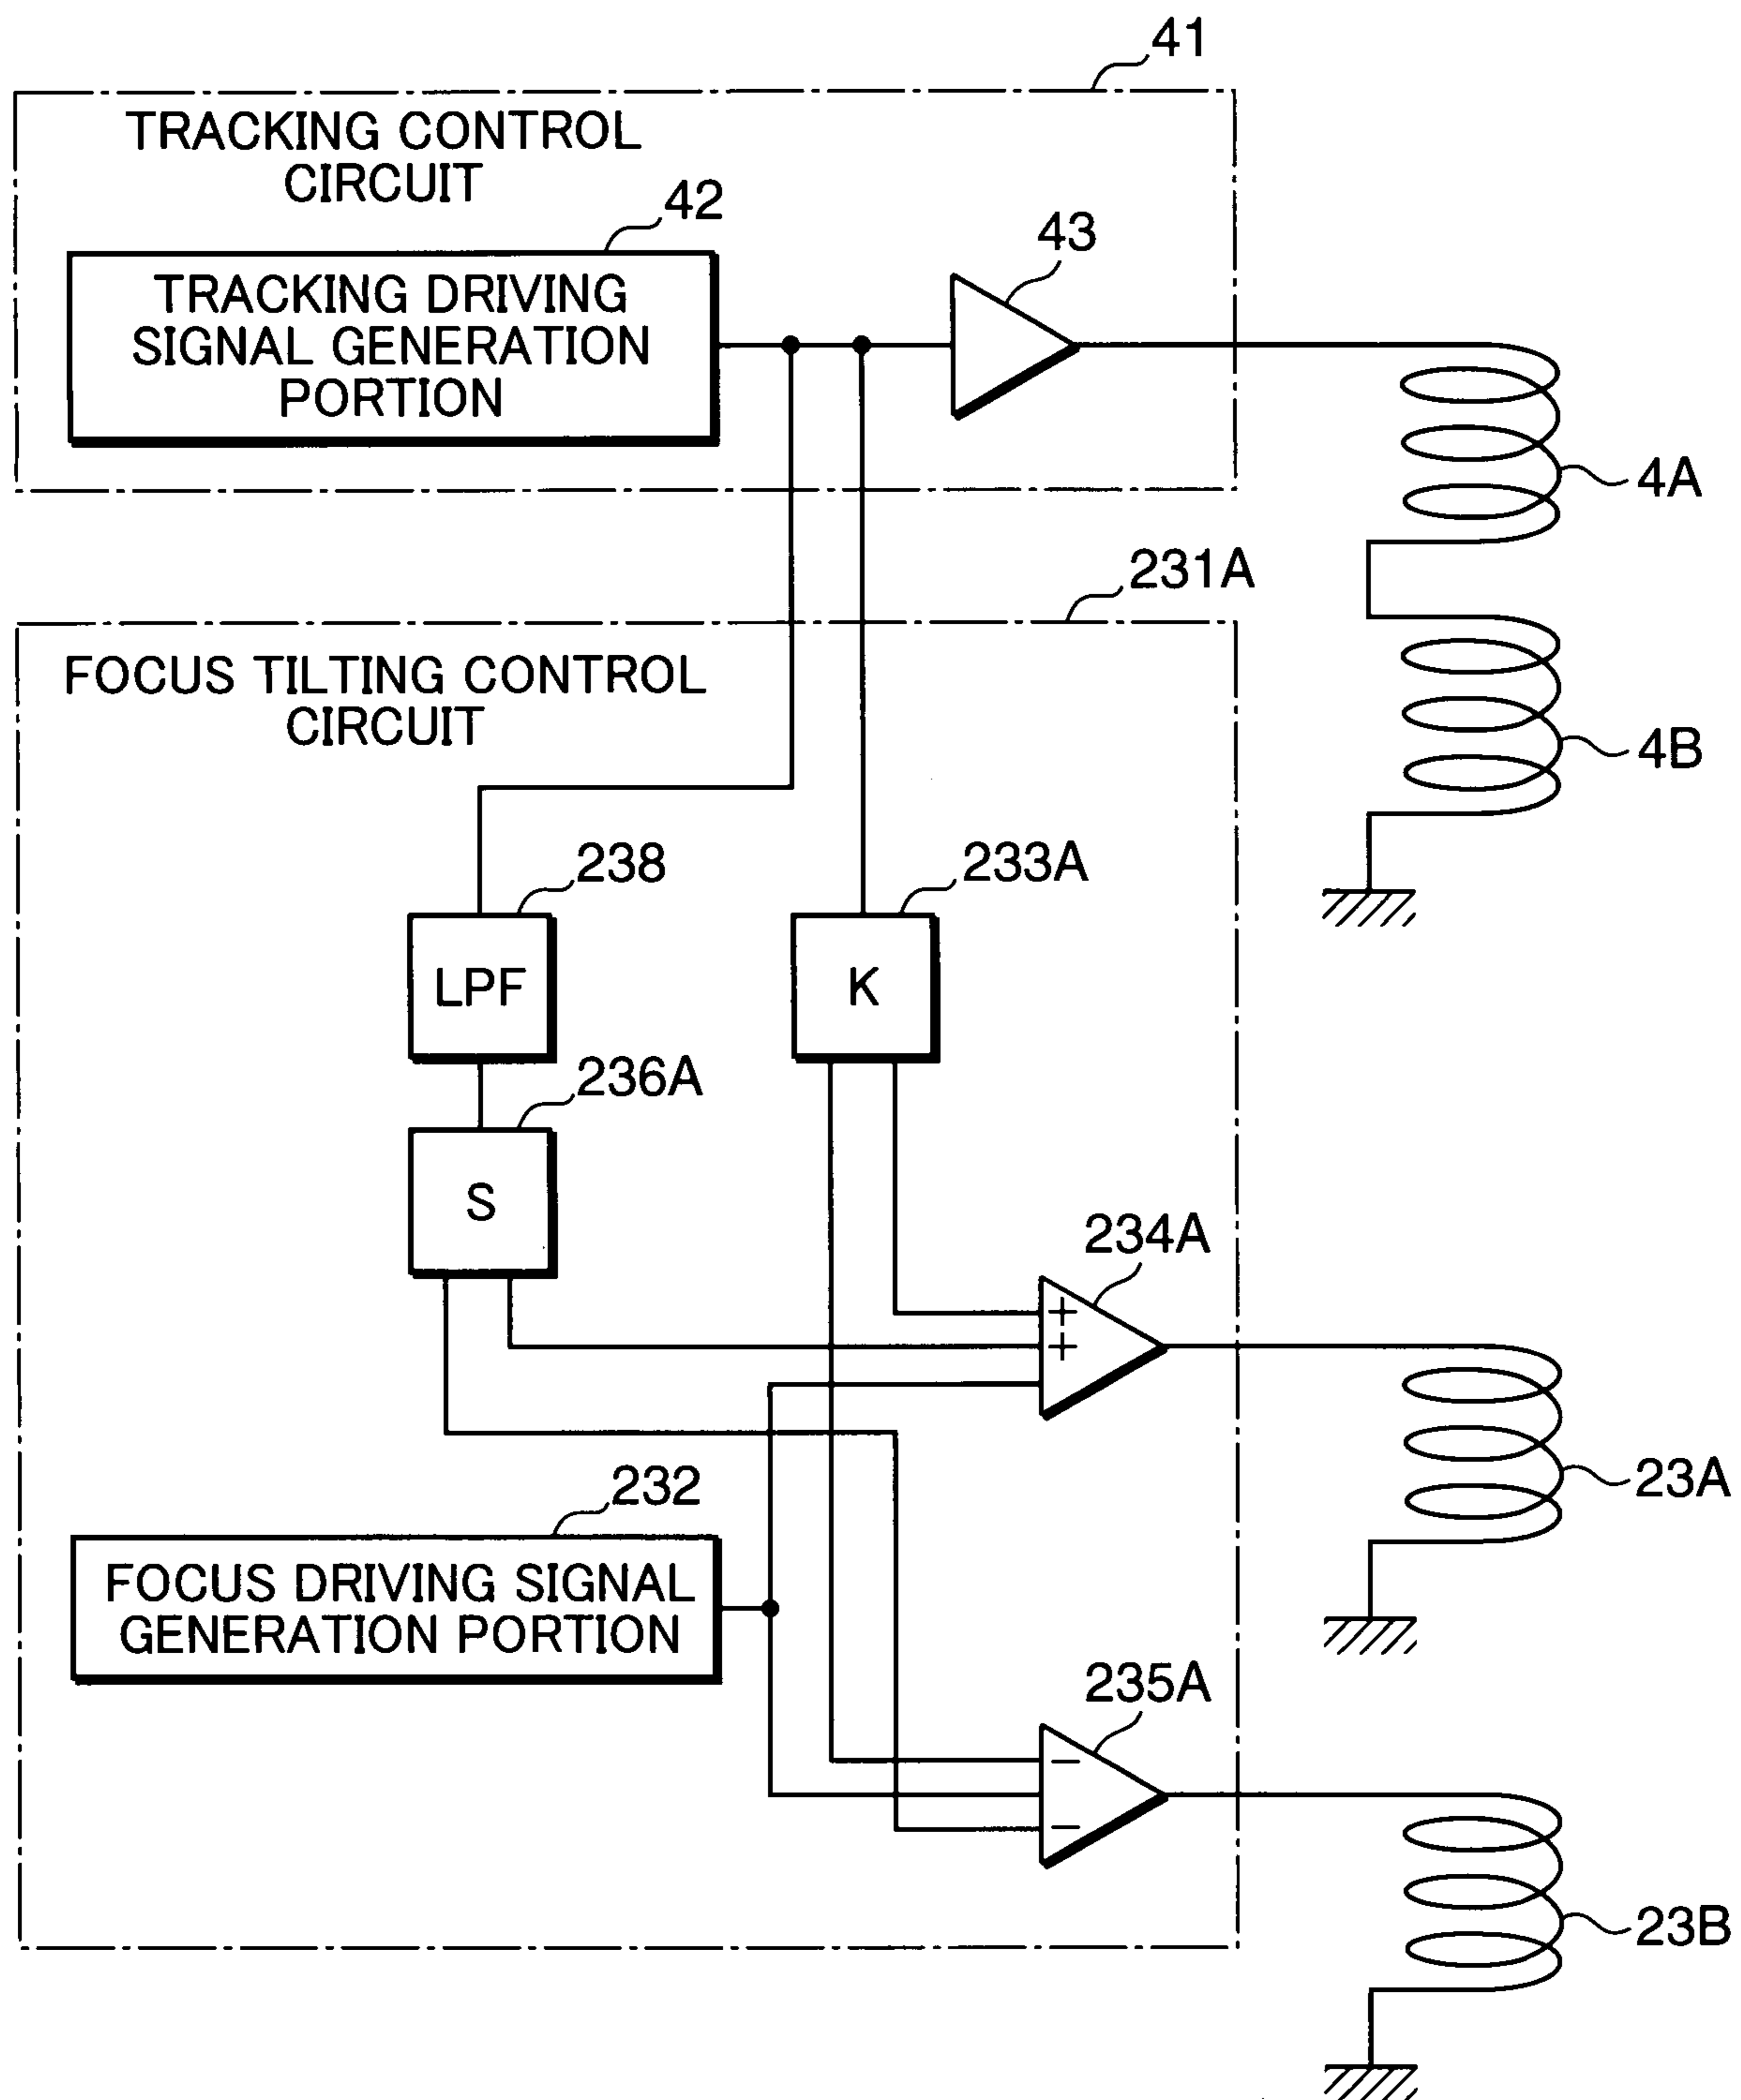 41
TRACKING CONTROL
CIRCUIT
42
43
TRACKING DRIVING
SIGNAL GENERATION
PORTION
4A
231A
FOCUS TILTING CONTROL
CIRCUIT
4B
238
233A
LPF
K
236A
S
234A
+
+
23A
232
FOCUS DRIVING SIGNAL
GENERATION PORTION
235A
−
−
23B